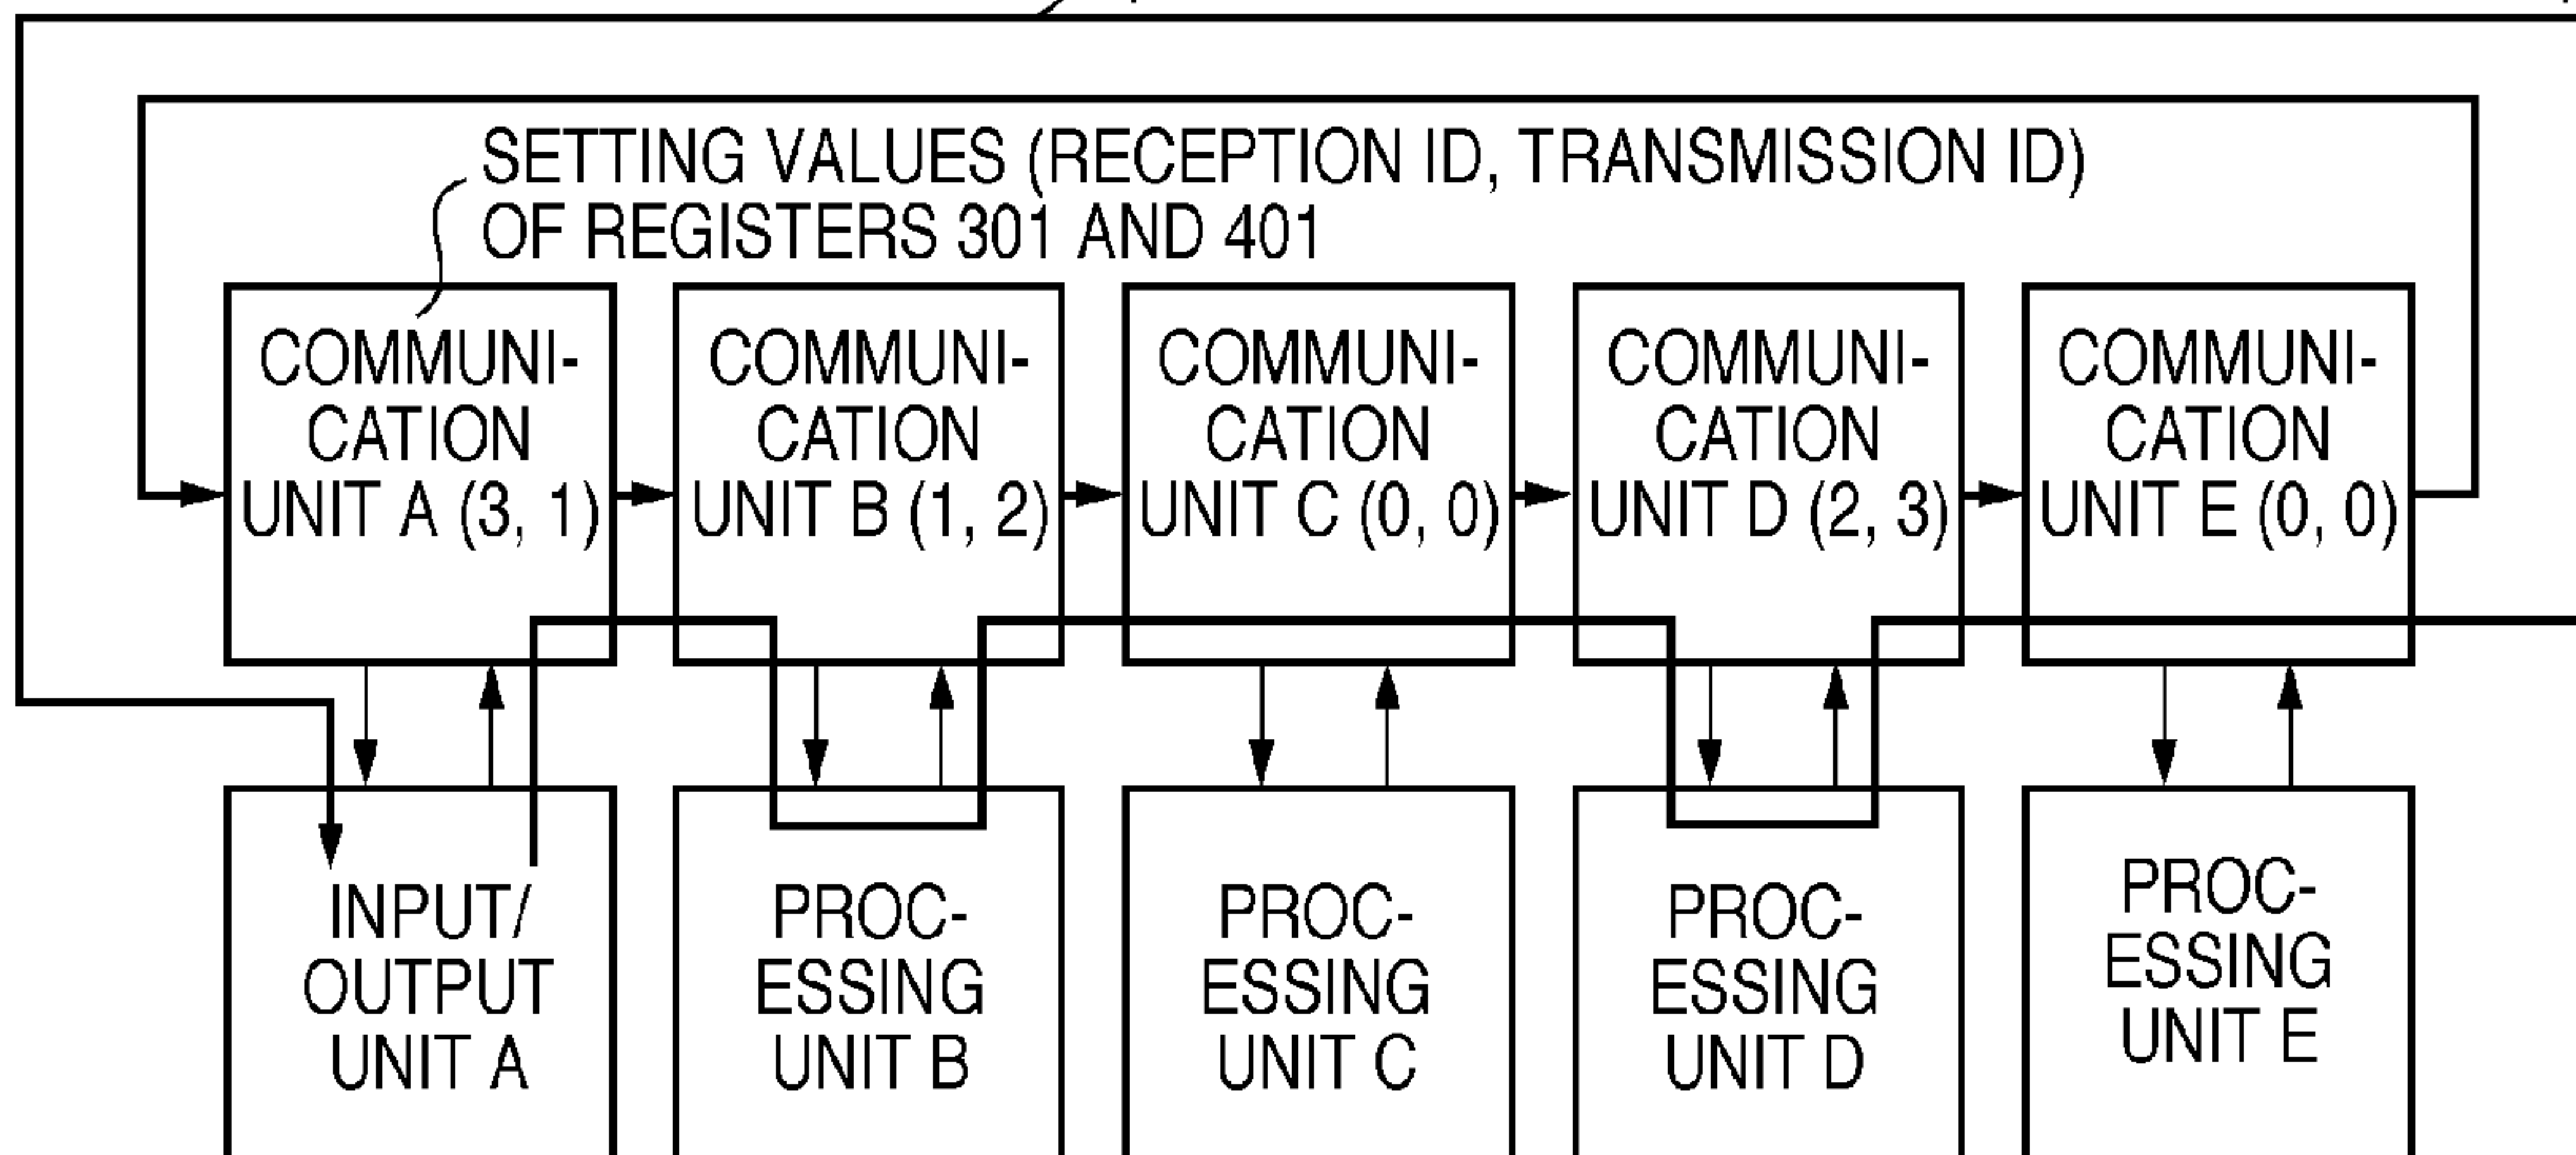 SETTING VALUES (RECEPTION ID, TRANSMISSION ID)
OF REGISTERS 301 AND 401
COMMUNI-
CATION
UNIT A (3, 1)
COMMUNI-
CATION
UNIT B (1, 2)
COMMUNI-
CATION
UNIT C (0, 0)
COMMUNI-
CATION
UNIT D (2, 3)
COMMUNI-
CATION
UNIT E (0, 0)
INPUT/
OUTPUT
UNIT A
PROC-
ESSING
UNIT B
PROC-
ESSING
UNIT C
PROC-
ESSING
UNIT D
PROC-
ESSING
UNIT E